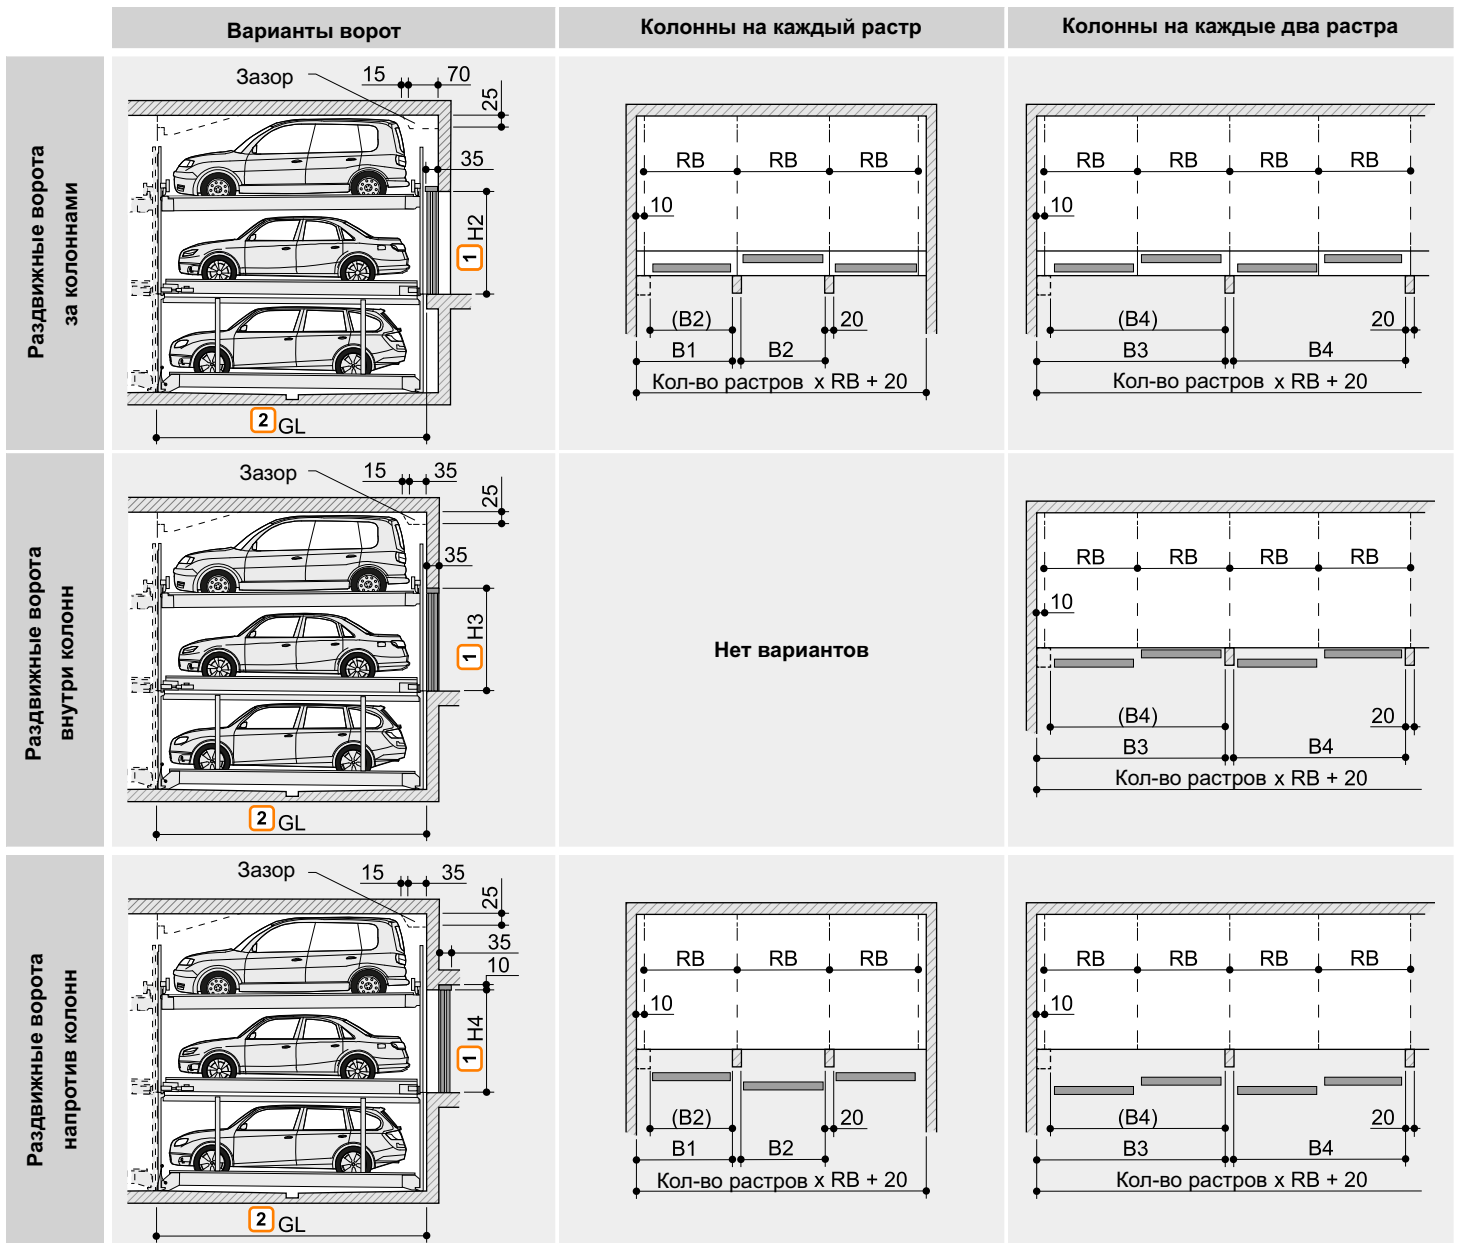 Варианты ворот
Колонны на каждый растр
Колонны на каждые два растра
Раздвижные ворота
за колоннами
Зазор
15
70
25
35
1 H2
2 GL
RB
RB
RB
10
(B2)
20
B1
B2
Кол-во растров x RB + 20
RB
RB
RB
RB
10
(B4)
20
B3
B4
Кол-во растров x RB + 20
Раздвижные ворота
внутри колонн
Зазор
15
35
25
35
1 H3
2 GL
Нет вариантов
RB
RB
RB
RB
10
(B4)
20
B3
B4
Кол-во растров x RB + 20
Раздвижные ворота
напротив колонн
Зазор
15
35
25
35
10
1 H4
2 GL
RB
RB
RB
10
(B2)
20
B1
B2
Кол-во растров x RB + 20
RB
RB
RB
RB
10
(B4)
20
B3
B4
Кол-во растров x RB + 20